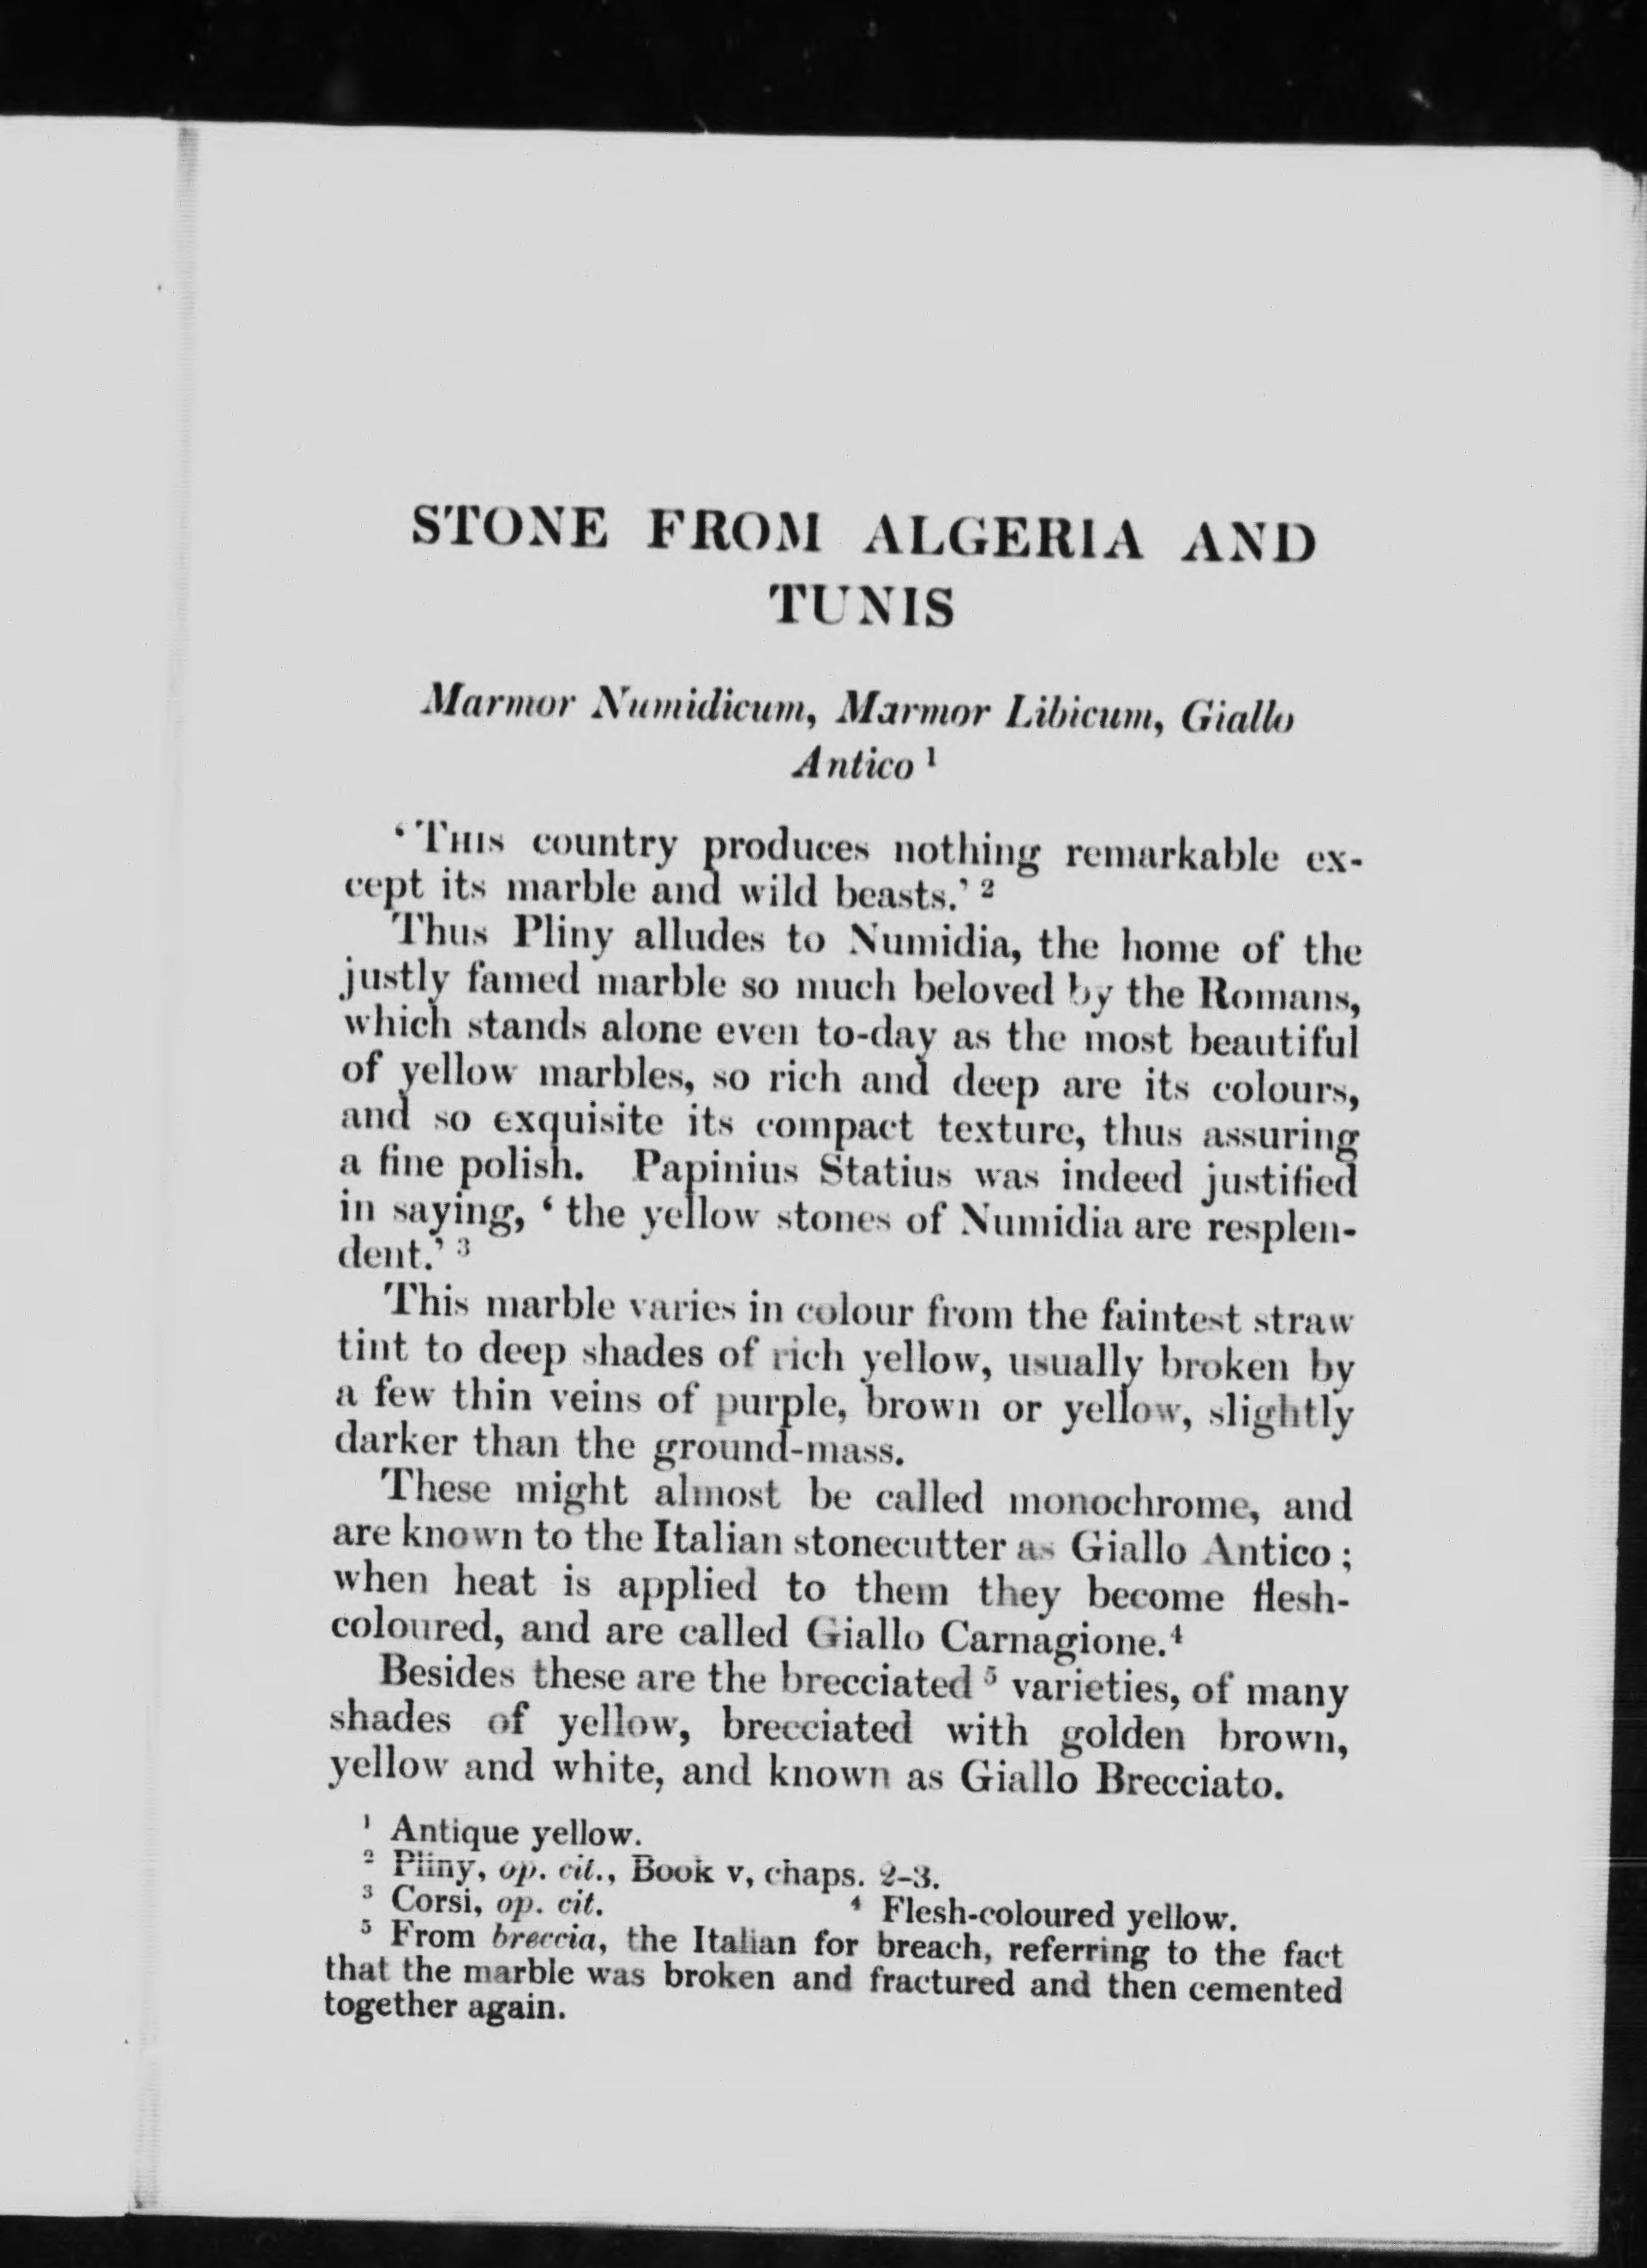 STONE FROM ALGERIA AND
TUNIS
Marmor Numidicum, Marmor Libicum, Giallo
Antico ¹
‘ This country produces nothing remarkable ex-
cept its marble and wild beasts.’ ²
Thus Pliny alludes to Numidia, the home of the
justly famed marble so much beloved by the Romans,
which stands alone even to-day as the most beautiful
of yellow marbles, so rich and deep are its colours,
and so exquisite its compact texture, thus assuring
a fine polish. Papinius Statius was indeed justified
in saying, ‘ the yellow stones of Numidia are resplen-
dent.’ ³
This marble varies in colour from the faintest straw
tint to deep shades of rich yellow, usually broken by
a few thin veins of purple, brown or yellow, slightly
darker than the ground-mass.
These might almost be called monochrome, and
are known to the Italian stonecutter as Giallo Antico ;
when heat is applied to them they become flesh-
coloured, and are called Giallo Carnagione.⁴
Besides these are the brecciated ⁵ varieties, of many
shades of yellow, brecciated with golden brown,
yellow and white, and known as Giallo Brecciato.
¹ Antique yellow.
² Pliny, op. cit., Book v, chaps. 2-3.
³ Corsi, op. cit. ⁴ Flesh-coloured yellow.
⁵ From breccia, the Italian for breach, referring to the fact
that the marble was broken and fractured and then cemented
together again.